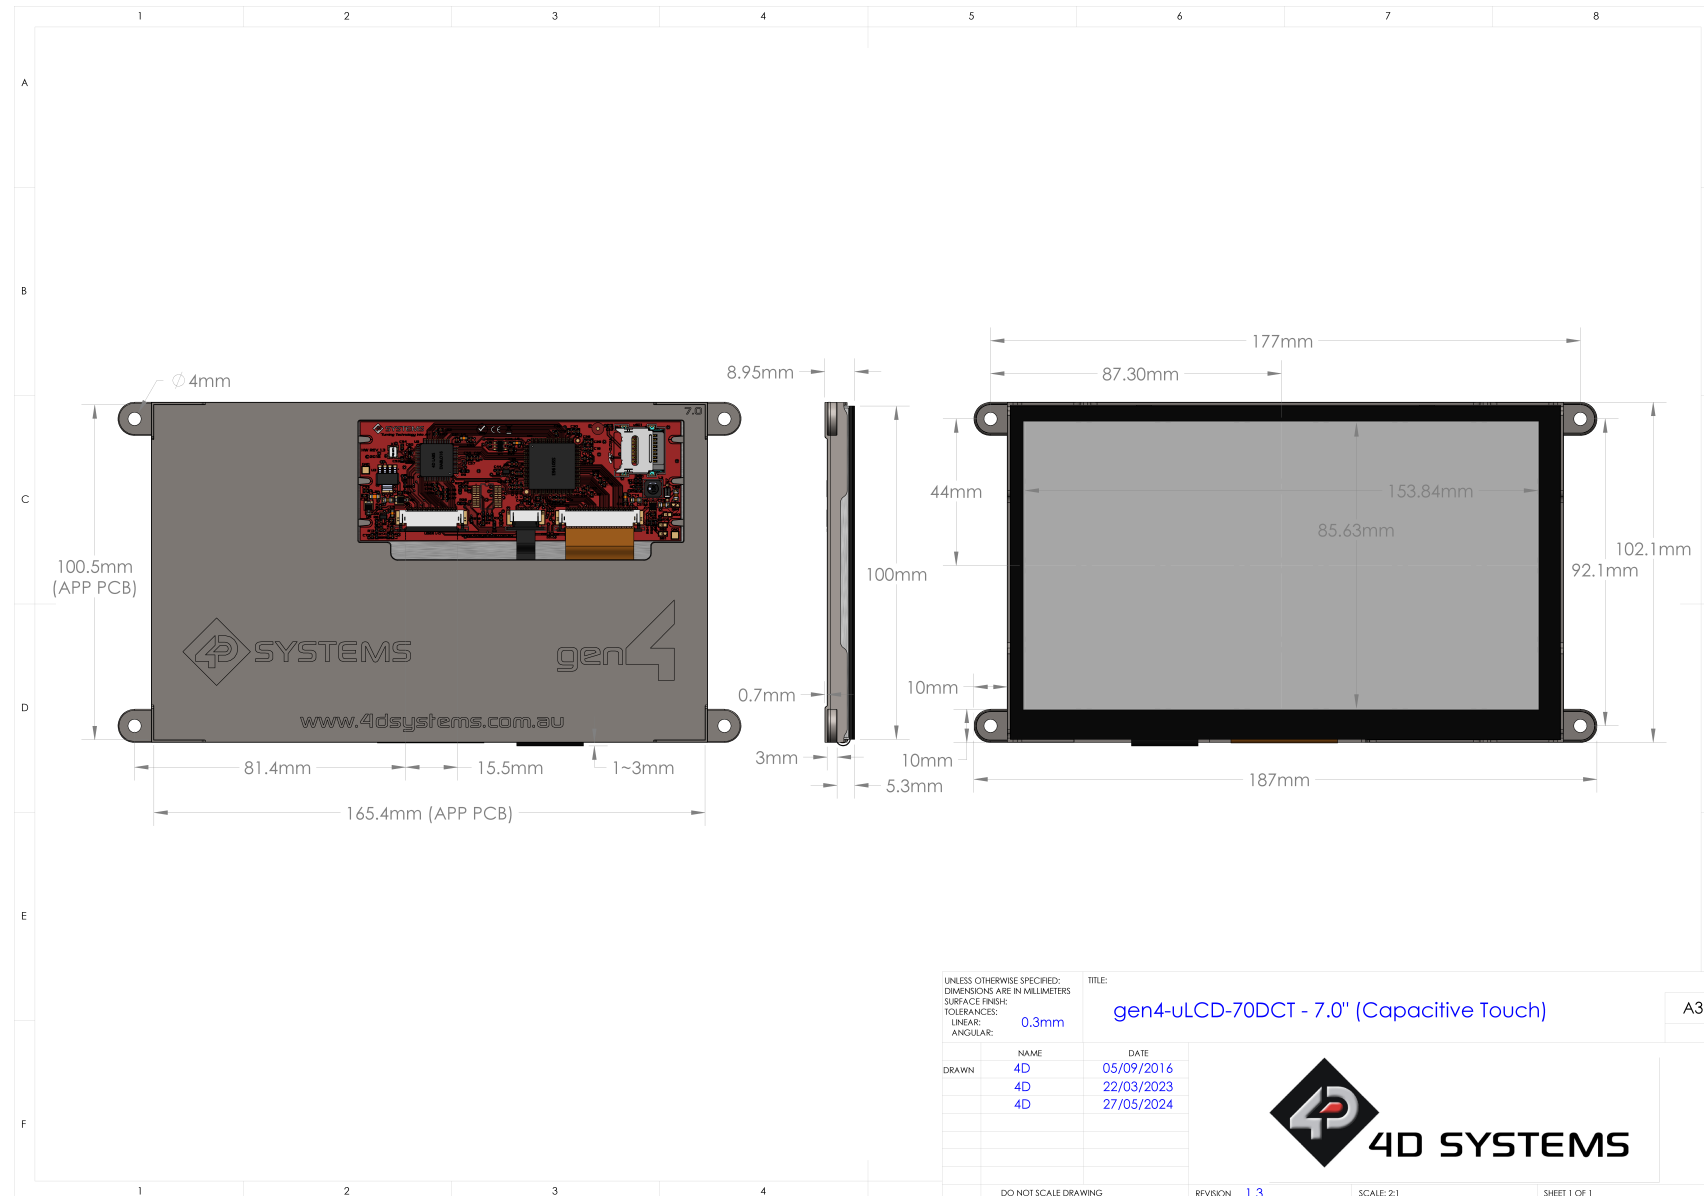 1 2 3 4 5 6 7 8
A
B
C
D
E
F
177mm
87.30mm
8.95mm
Ø 4mm
7.0
44mm
153.84mm
85.63mm
102.1mm
92.1mm
100.5mm
(APP PCB)
100mm
4D SYSTEMS
gen4
www.4dsystems.com.au
0.7mm
10mm
3mm
10mm
5.3mm
187mm
81.4mm
15.5mm
1~3mm
165.4mm (APP PCB)
UNLESS OTHERWISE SPECIFIED:
DIMENSIONS ARE IN MILLIMETERS
SURFACE FINISH:
TOLERANCES:
LINEAR: 0.3mm
ANGULAR:
TITLE:
gen4-uLCD-70DCT - 7.0" (Capacitive Touch)
A3
NAME DATE
DRAWN 4D 05/09/2016
4D 22/03/2023
4D 27/05/2024
4D SYSTEMS
DO NOT SCALE DRAWING
REVISION 1.3
SCALE: 2:1
SHEET 1 OF 1
1 2 3 4